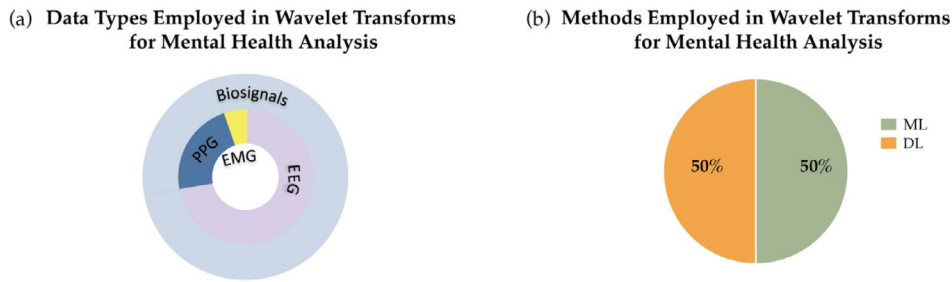 (a) Data Types Employed in Wavelet Transforms
for Mental Health Analysis
Biosignals
PPG
EMG
EEG
(b) Methods Employed in Wavelet Transforms
for Mental Health Analysis
50%
50%
ML
DL